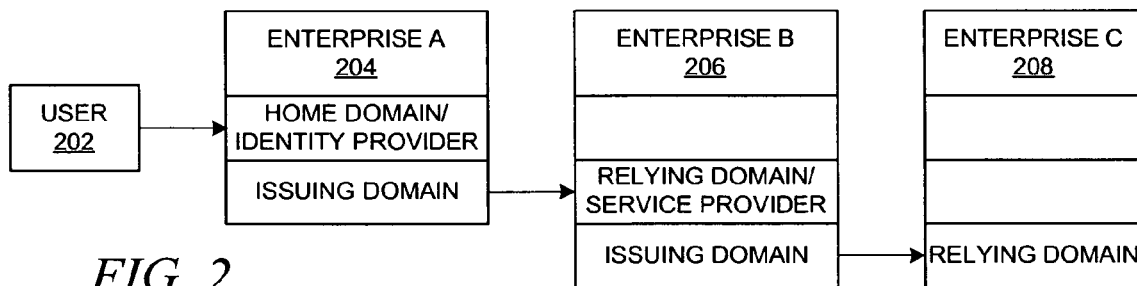 USER
202
ENTERPRISE A
204
HOME DOMAIN/
IDENTITY PROVIDER
ISSUING DOMAIN
ENTERPRISE B
206
RELYING DOMAIN/
SERVICE PROVIDER
ISSUING DOMAIN
ENTERPRISE C
208
RELYING DOMAIN
FIG. 2